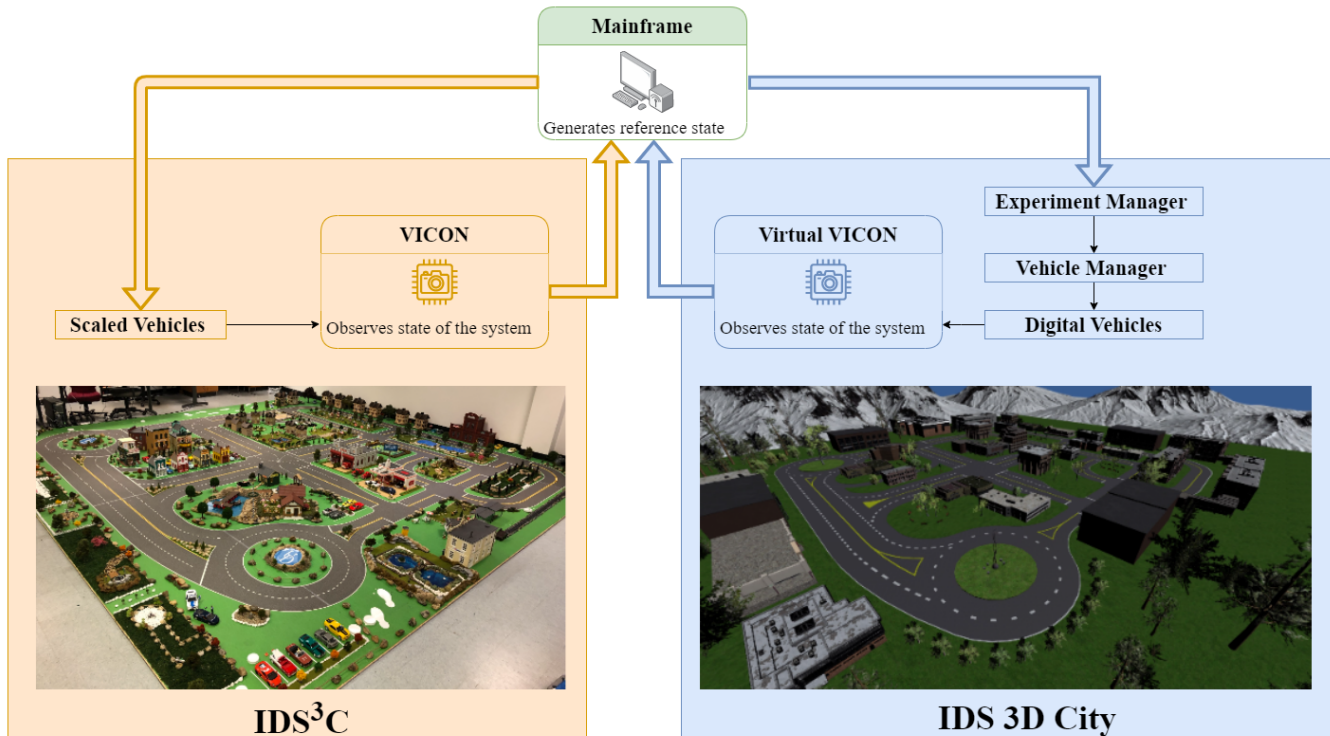 Mainframe
Generates reference state
VICON
Observes state of the system
Scaled Vehicles
IDS³C
Experiment Manager
Vehicle Manager
Digital Vehicles
Virtual VICON
Observes state of the system
IDS 3D City